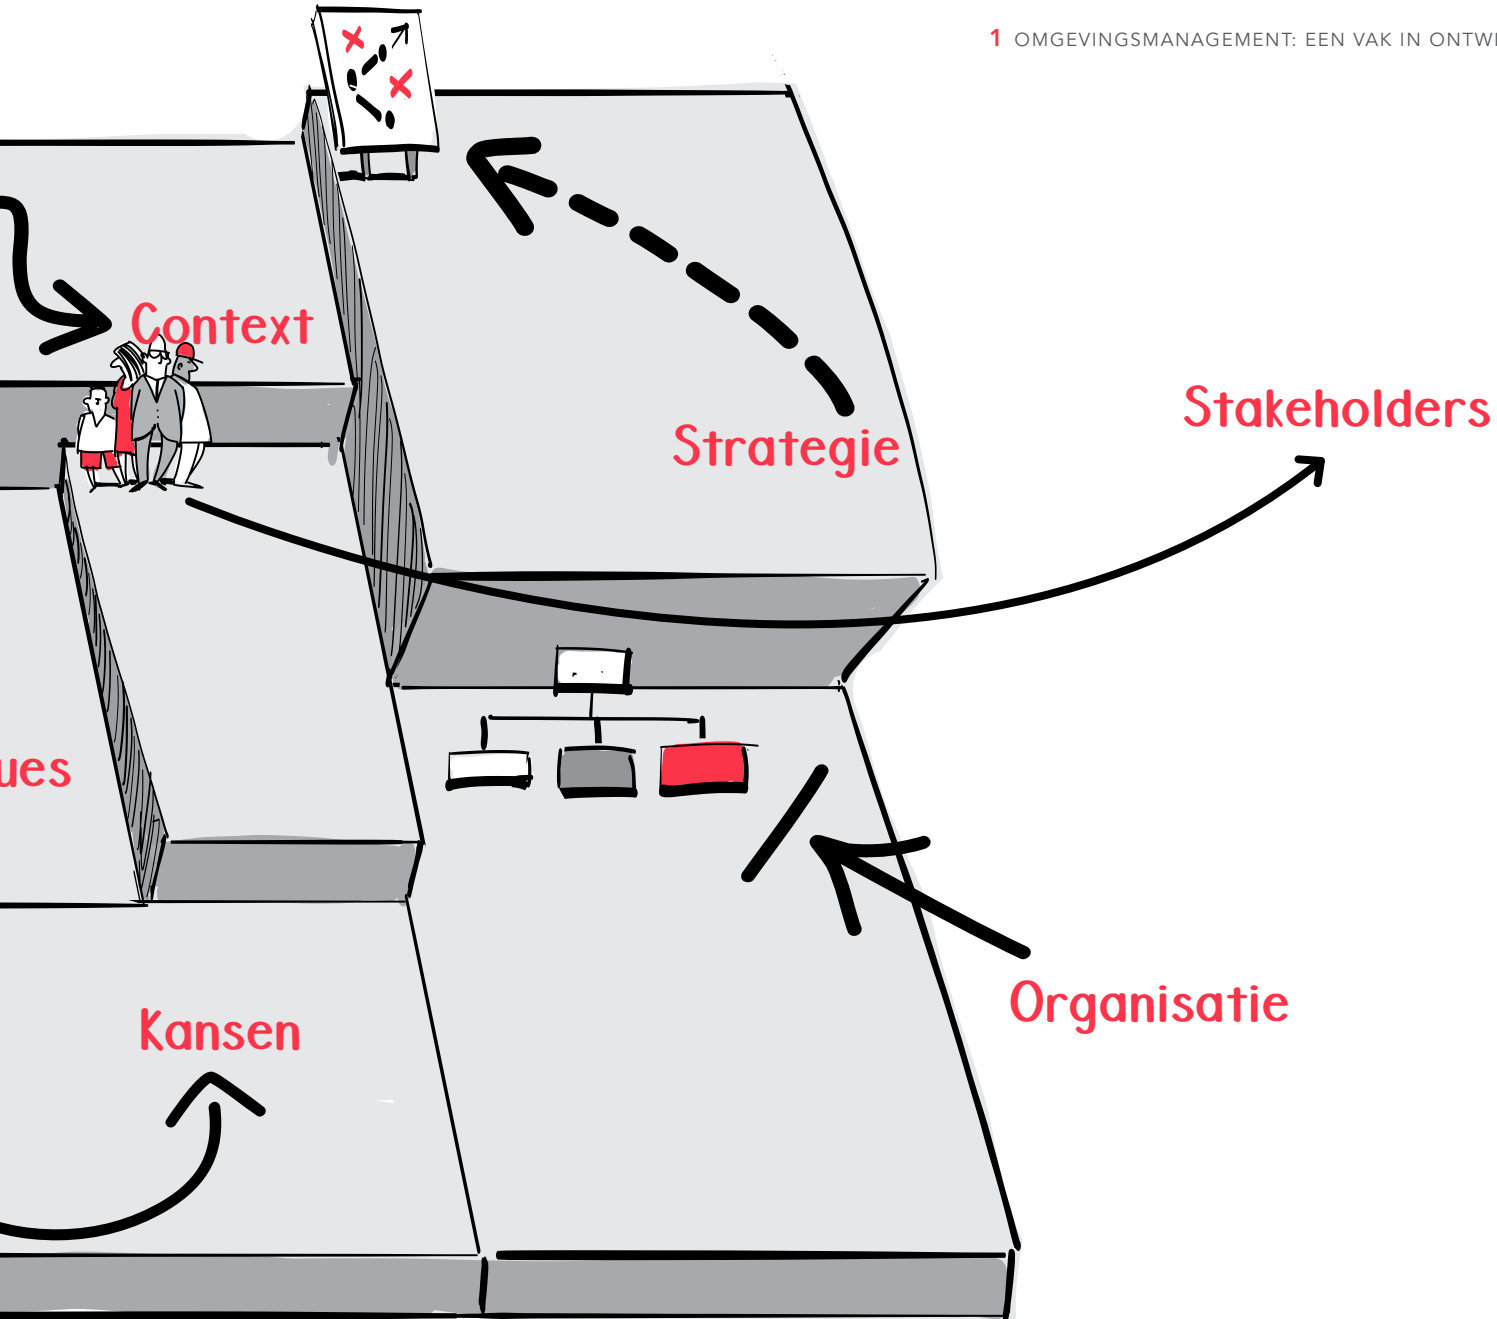 1 OMGEVINGSMANAGEMENT: EEN VAK IN ONTWI
Context
Stakeholders
Strategie
ues
Organisatie
Kansen